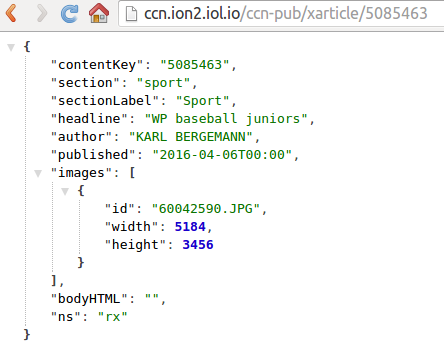 ccn.ion2.iol.io/ccn-pub/xarticle/5085463
{
"contentKey": "5085463",
"section": "sport",
"sectionLabel": "Sport",
"headline": "WP baseball juniors",
"author": "KARL BERGEMANN",
"published": "2016-04-06T00:00",
"images": [
{
"id": "60042590.JPG",
"width": 5184,
"height": 3456
}
],
"bodyHTML": "",
"ns": "rx"
}